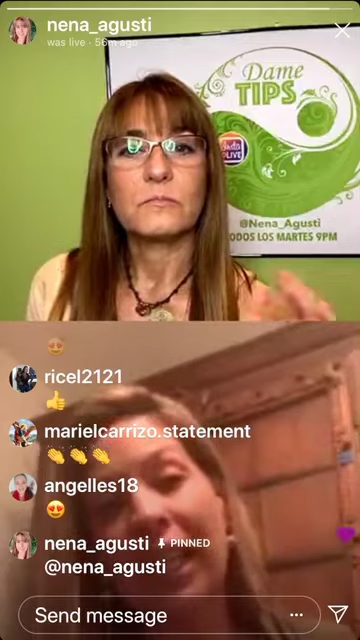 nena_agusti
was live · 56m ago
Dame
TIPS
Insta
LIVE
@Nena_Agusti
TODOS LOS MARTES 9PM
ricel2121
marielcarrizo.statement
angelles18
nena_agusti PINNED
@nena_agusti
Send message